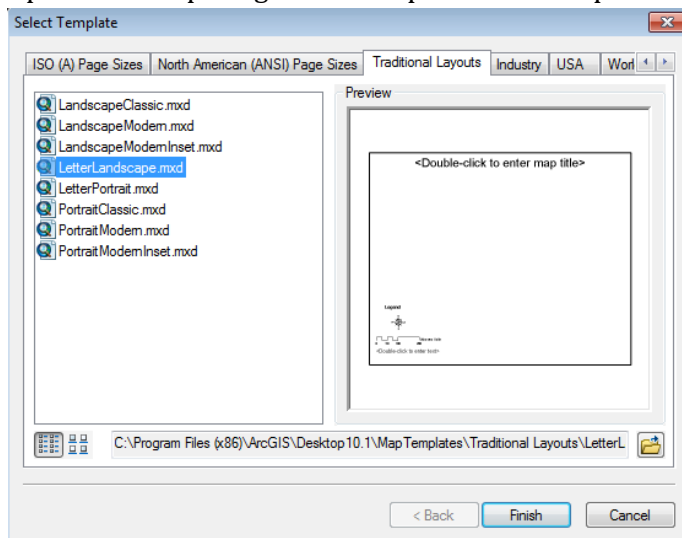 Select Template
ISO (A) Page Sizes North American (ANSI) Page Sizes Traditional Layouts Industry USA Worl
LandscapeClassic.mxd
LandscapeModern.mxd
LandscapeModernInset.mxd
LetterLandscape.mxd
LetterPortrait.mxd
PortraitClassic.mxd
PortraitModern.mxd
PortraitModernInset.mxd
Preview
<Double-click to enter map title>
Legend
<Double-click to enter text>
C:\Program Files (x86)\ArcGIS\Desktop10.1\MapTemplates\Traditional Layouts\LetterL
< Back Finish Cancel